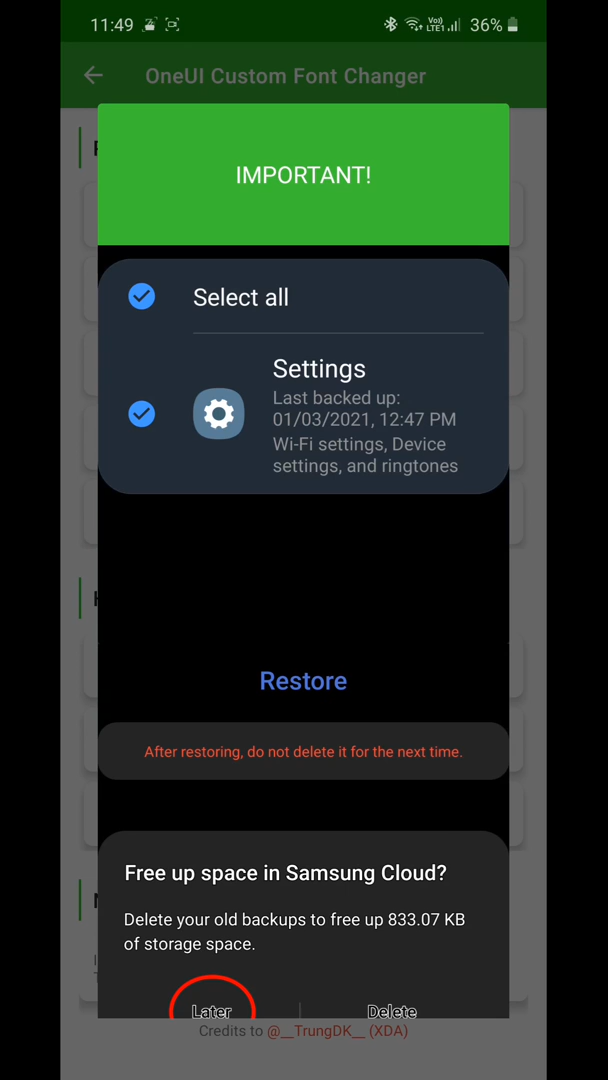 11:49
Vo)) LTE1
36%
OneUI Custom Font Changer
IMPORTANT!
Select all
Settings
Last backed up:
01/03/2021, 12:47 PM
Wi-Fi settings, Device
settings, and ringtones
Restore
After restoring, do not delete it for the next time.
Free up space in Samsung Cloud?
Delete your old backups to free up 833.07 KB
of storage space.
Later
Delete
Credits to @__TrungDK__ (XDA)